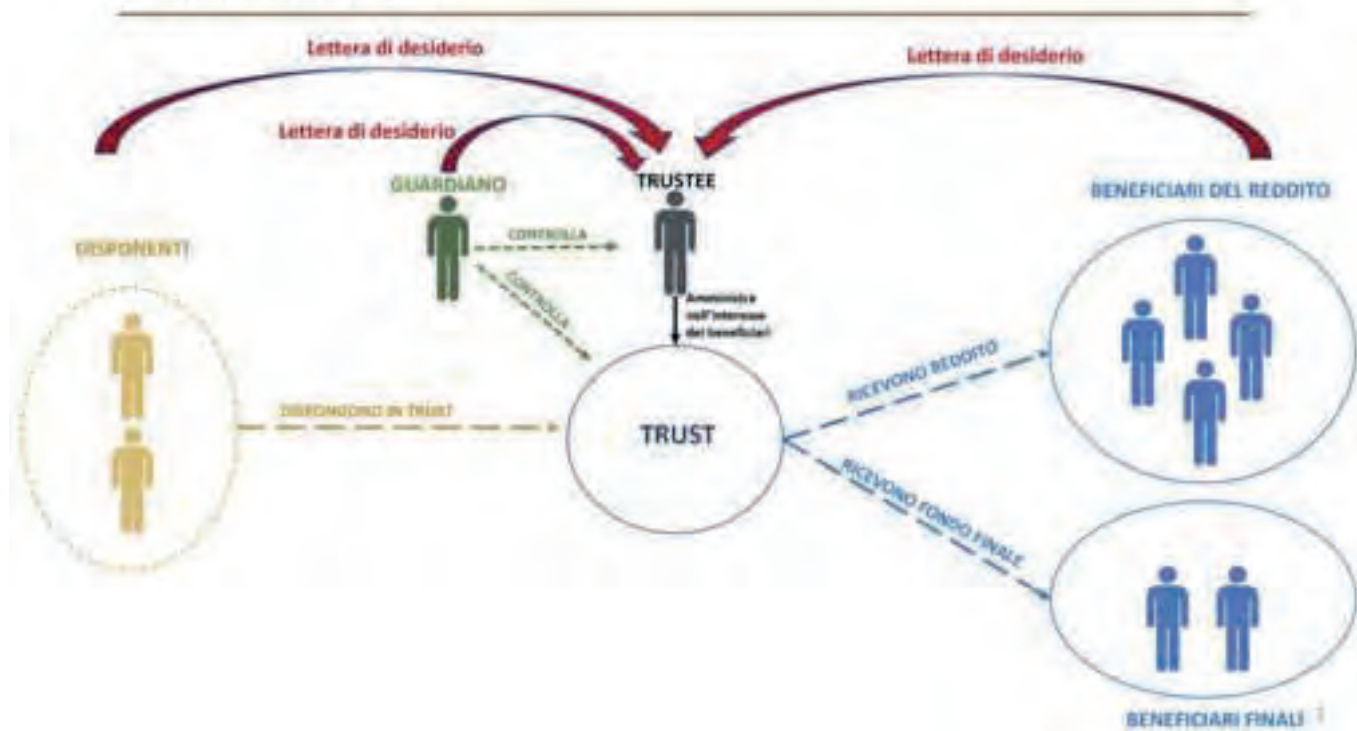 Lettera di desiderio
Lettera di desiderio
Lettera di desiderio
GUARDIANO
TRUSTEE
BENEFICIARI DEL REDDITO
DISPONENTI
CONTROLLA
CONTROLLA
Amministra
nell'interesse
dei beneficiari
DISPONGONO IN TRUST
TRUST
RICEVONO REDDITO
RICEVONO FONDO FINALE
BENEFICIARI FINALI